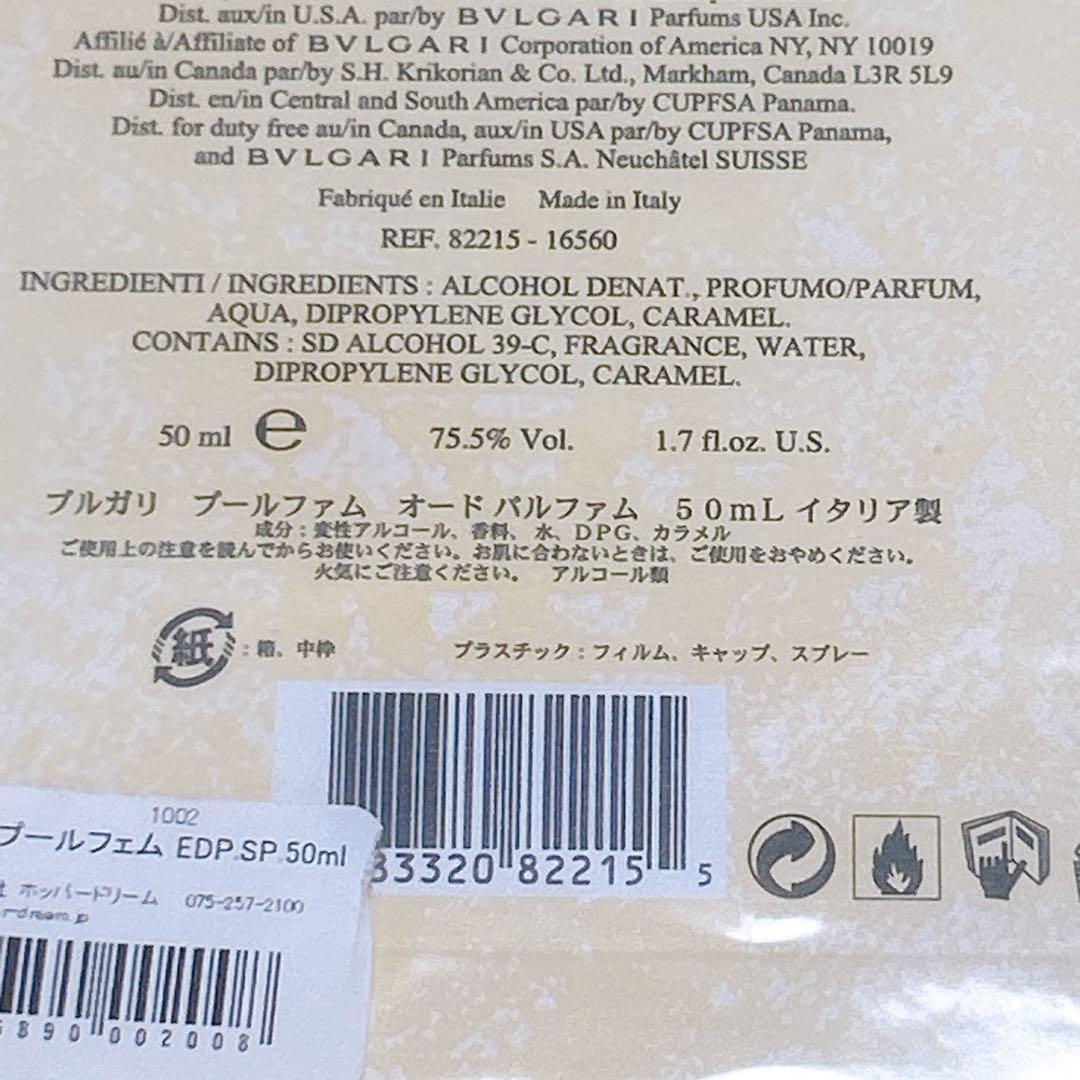 Dist. aux/in U.S.A. par/by BVLGARI Parfums USA Inc.
Affilié à/Affiliate of BVLGARI Corporation of America NY, NY 10019
Dist. au/in Canada par/by S.H. Krikorian & Co. Ltd., Markham, Canada L3R 5L9
Dist. en/in Central and South America par/by CUPFSA Panama.
Dist. for duty free au/in Canada, aux/in USA par/by CUPFSA Panama,
and BVLGARI Parfums S.A. Neuchâtel SUISSE
Fabriqué en Italie Made in Italy
REF. 82215 - 16560
INGREDIENTI / INGREDIENTS : ALCOHOL DENAT., PROFUMO/PARFUM,
AQUA, DIPROPYLENE GLYCOL, CARAMEL.
CONTAINS : SD ALCOHOL 39-C, FRAGRANCE, WATER,
DIPROPYLENE GLYCOL, CARAMEL.
50 ml e 75.5% Vol. 1.7 fl.oz. U.S.
ブルガリ プールファム オード パルファム 50mL イタリア製
成分：変性アルコール、香料、水、DPG、カラメル
ご使用上の注意を読んでからお使いください。お肌に合わないときは、ご使用をおやめください。
火気にご注意ください。 アルコール類
紙：箱、中枠 プラスチック：フィルム、キャップ、スプレー
33320 82215 5
1002
プールフェム EDP.SP.50ml
ホッパードリーム 075-257-2100
rdream.jp
890002008